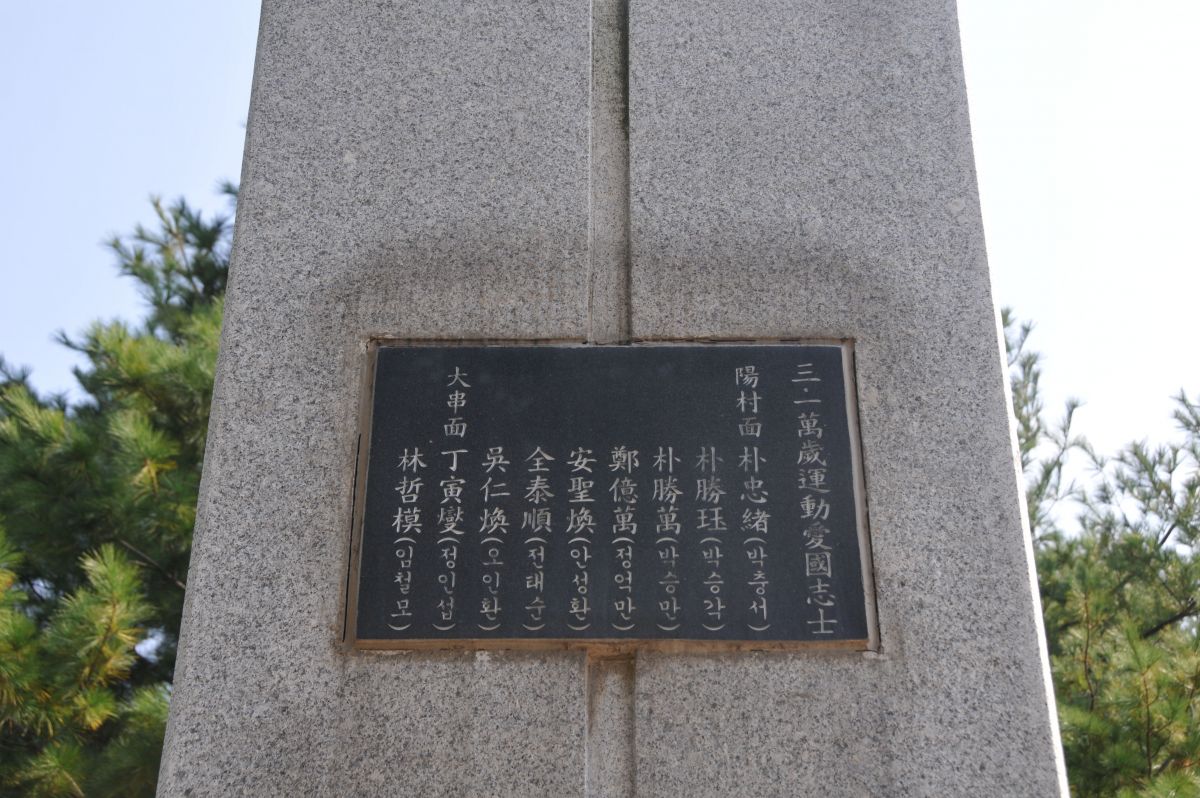 三·一萬歲運動愛國志士
陽村面 朴忠緖(박충서)
朴勝珏(박승각)
朴勝萬(박승만)
鄭億萬(정억만)
安聖煥(안성환)
全泰順(전태순)
吳仁煥(오인환)
大串面 丁寅燮(정인섭)
林哲模(임철모)